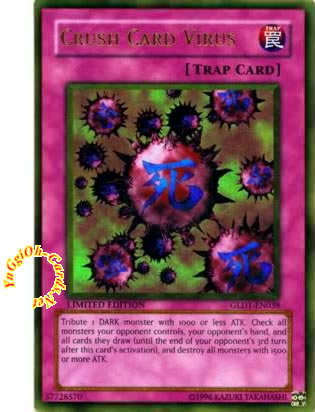 CRUSH CARD VIRUS
TRAP
罠
[TRAP CARD]
死
死
死
YuGgiOh-Cards.Net
LIMITED EDITION
GLD1-EN038
Tribute 1 DARK monster with 1000 or less ATK. Check all
monsters your opponent controls, your opponent's hand, and
all cards they draw (until the end of your opponent's 3rd turn
after this card's activation), and destroy all monsters with 1500
or more ATK.
57728570
©1996 KAZUKI TAKAHASHI